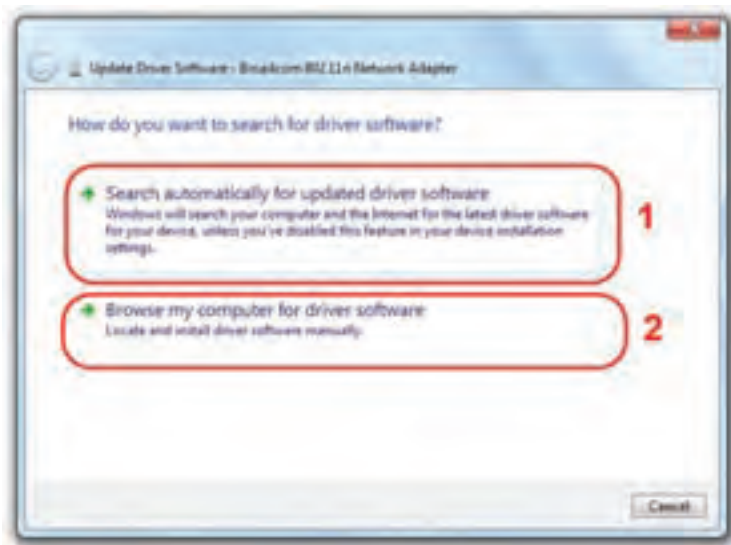 Update Driver Software - Broadcom 802.11n Network Adapter
How do you want to search for driver software?
Search automatically for updated driver software
Windows will search your computer and the Internet for the latest driver software
for your device, unless you've disabled this feature in your device installation
settings.
1
Browse my computer for driver software
Locate and install driver software manually.
2
Cancel